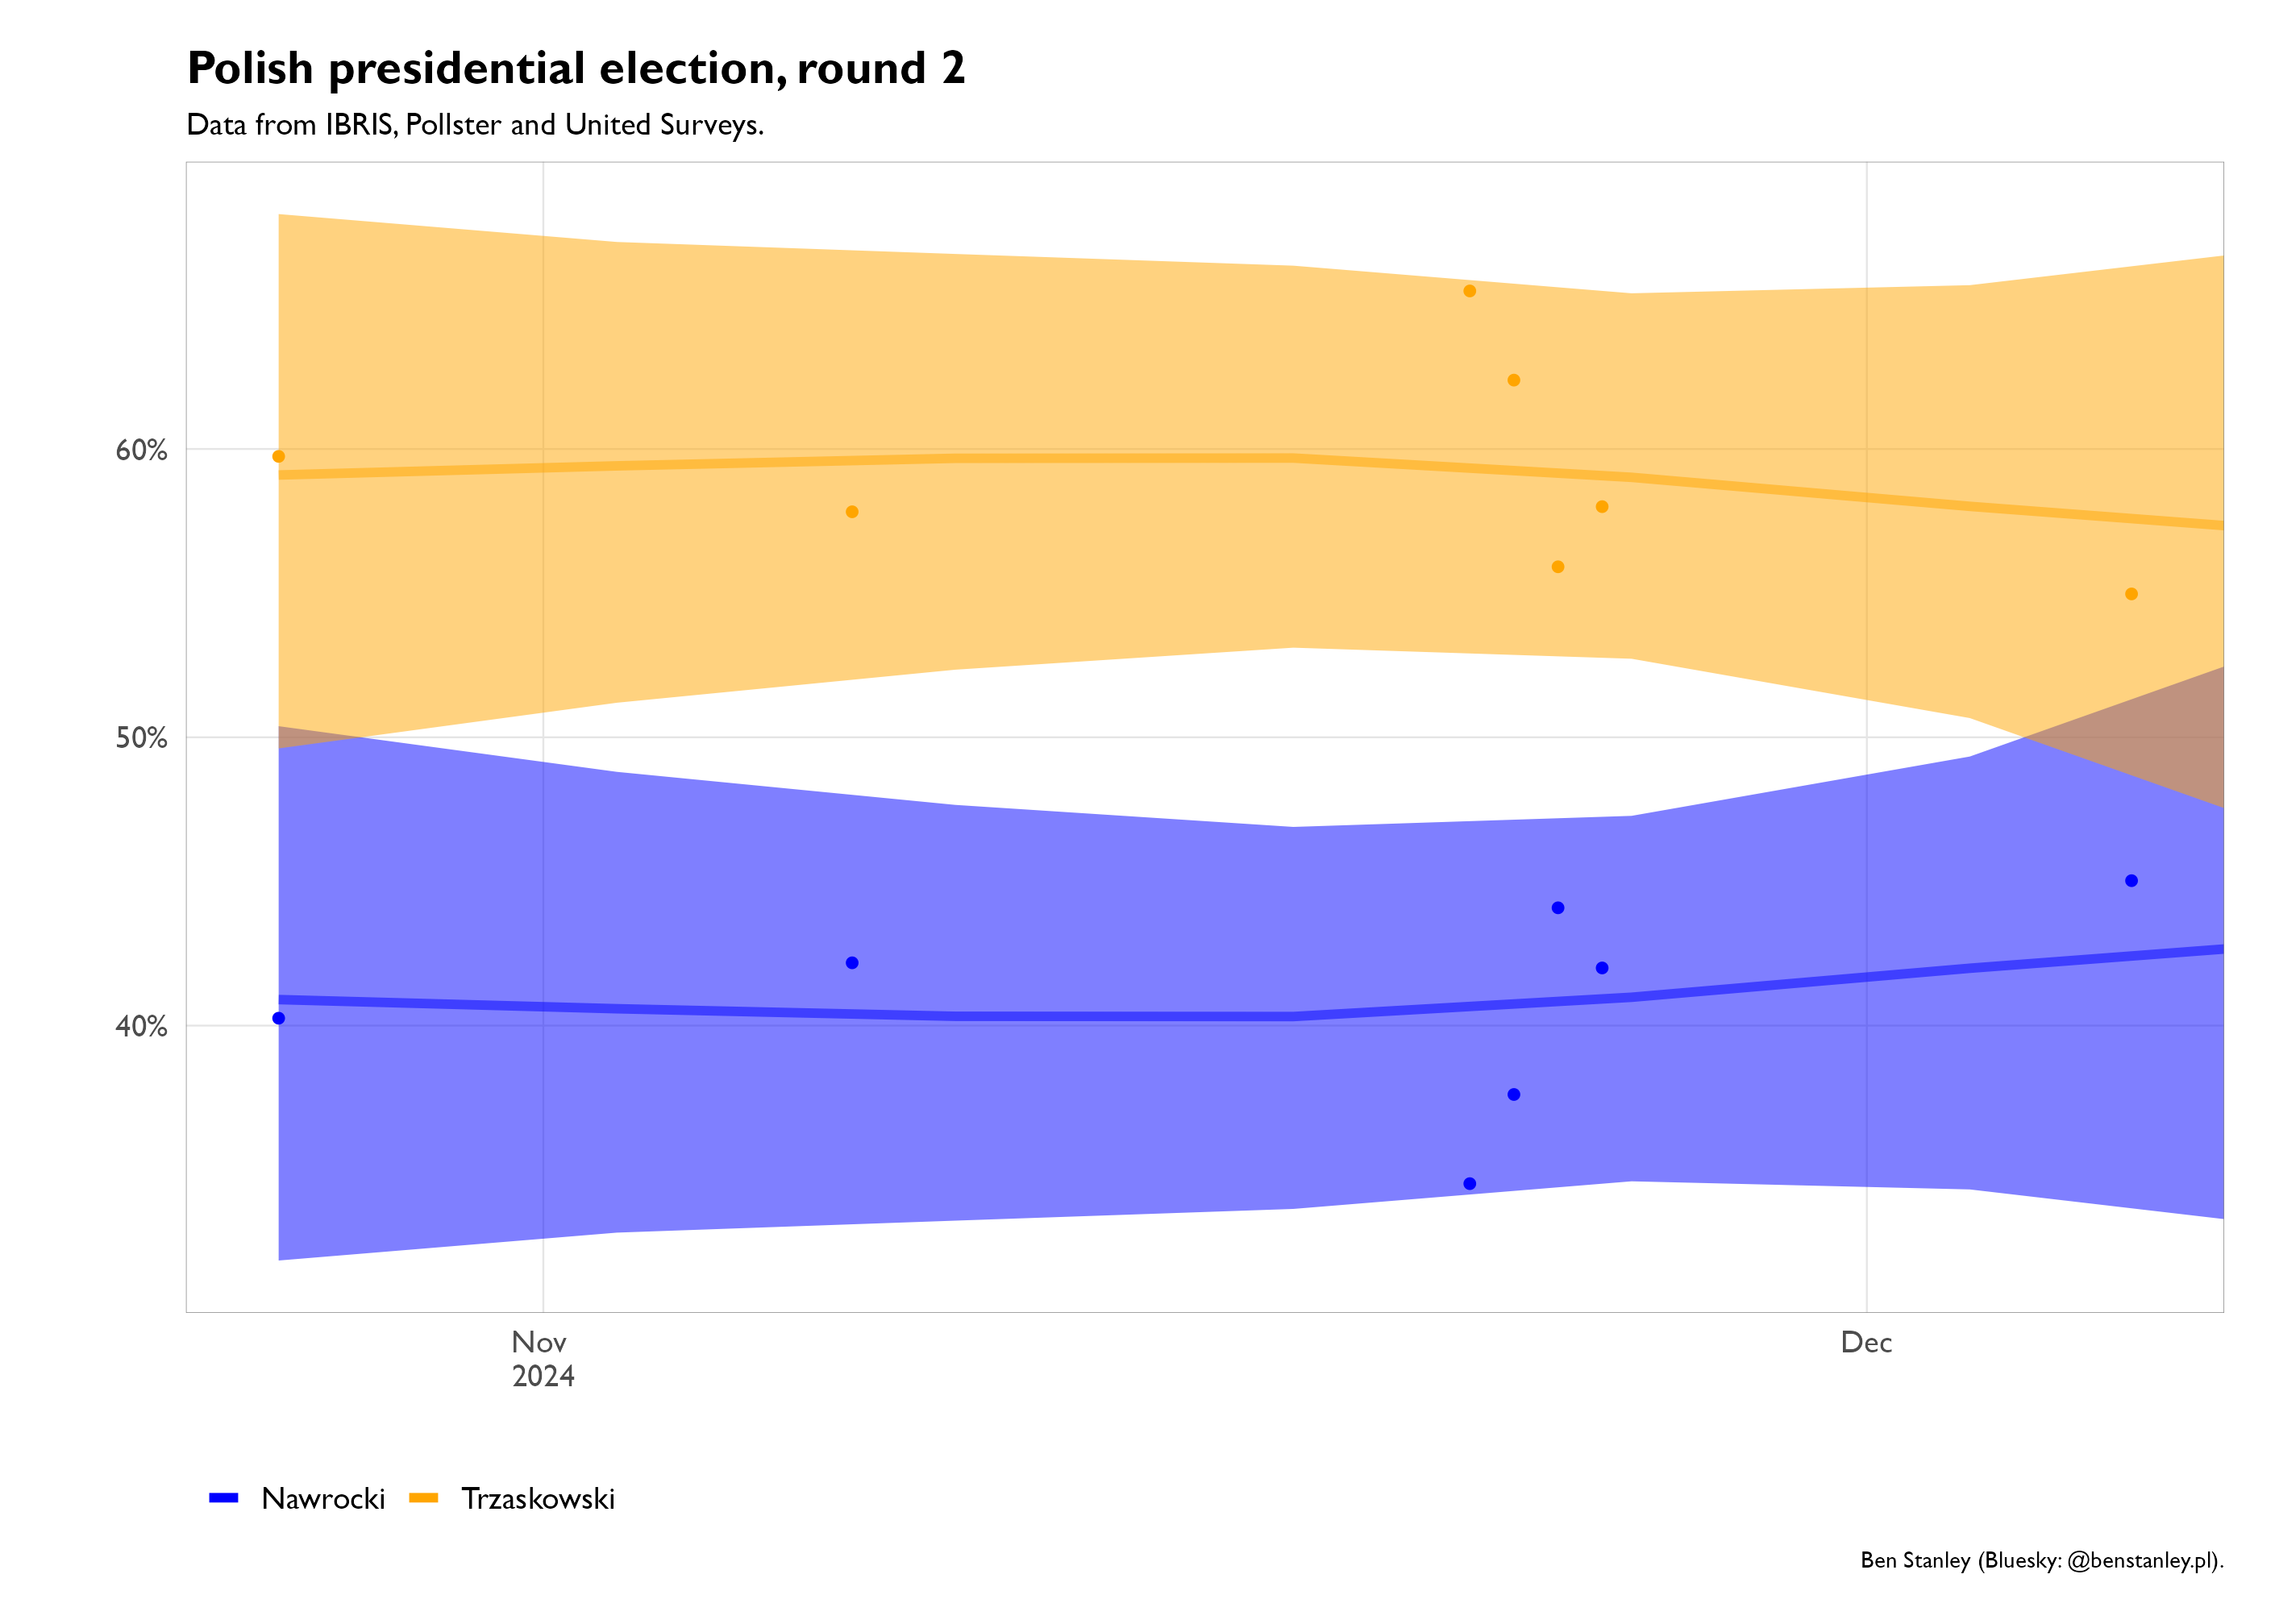 Polish presidential election, round 2
Data from IBRIS, Pollster and United Surveys.
60%
50%
40%
Nov
2024
Dec
Nawrocki
Trzaskowski
Ben Stanley (Bluesky: @benstanley.pl).